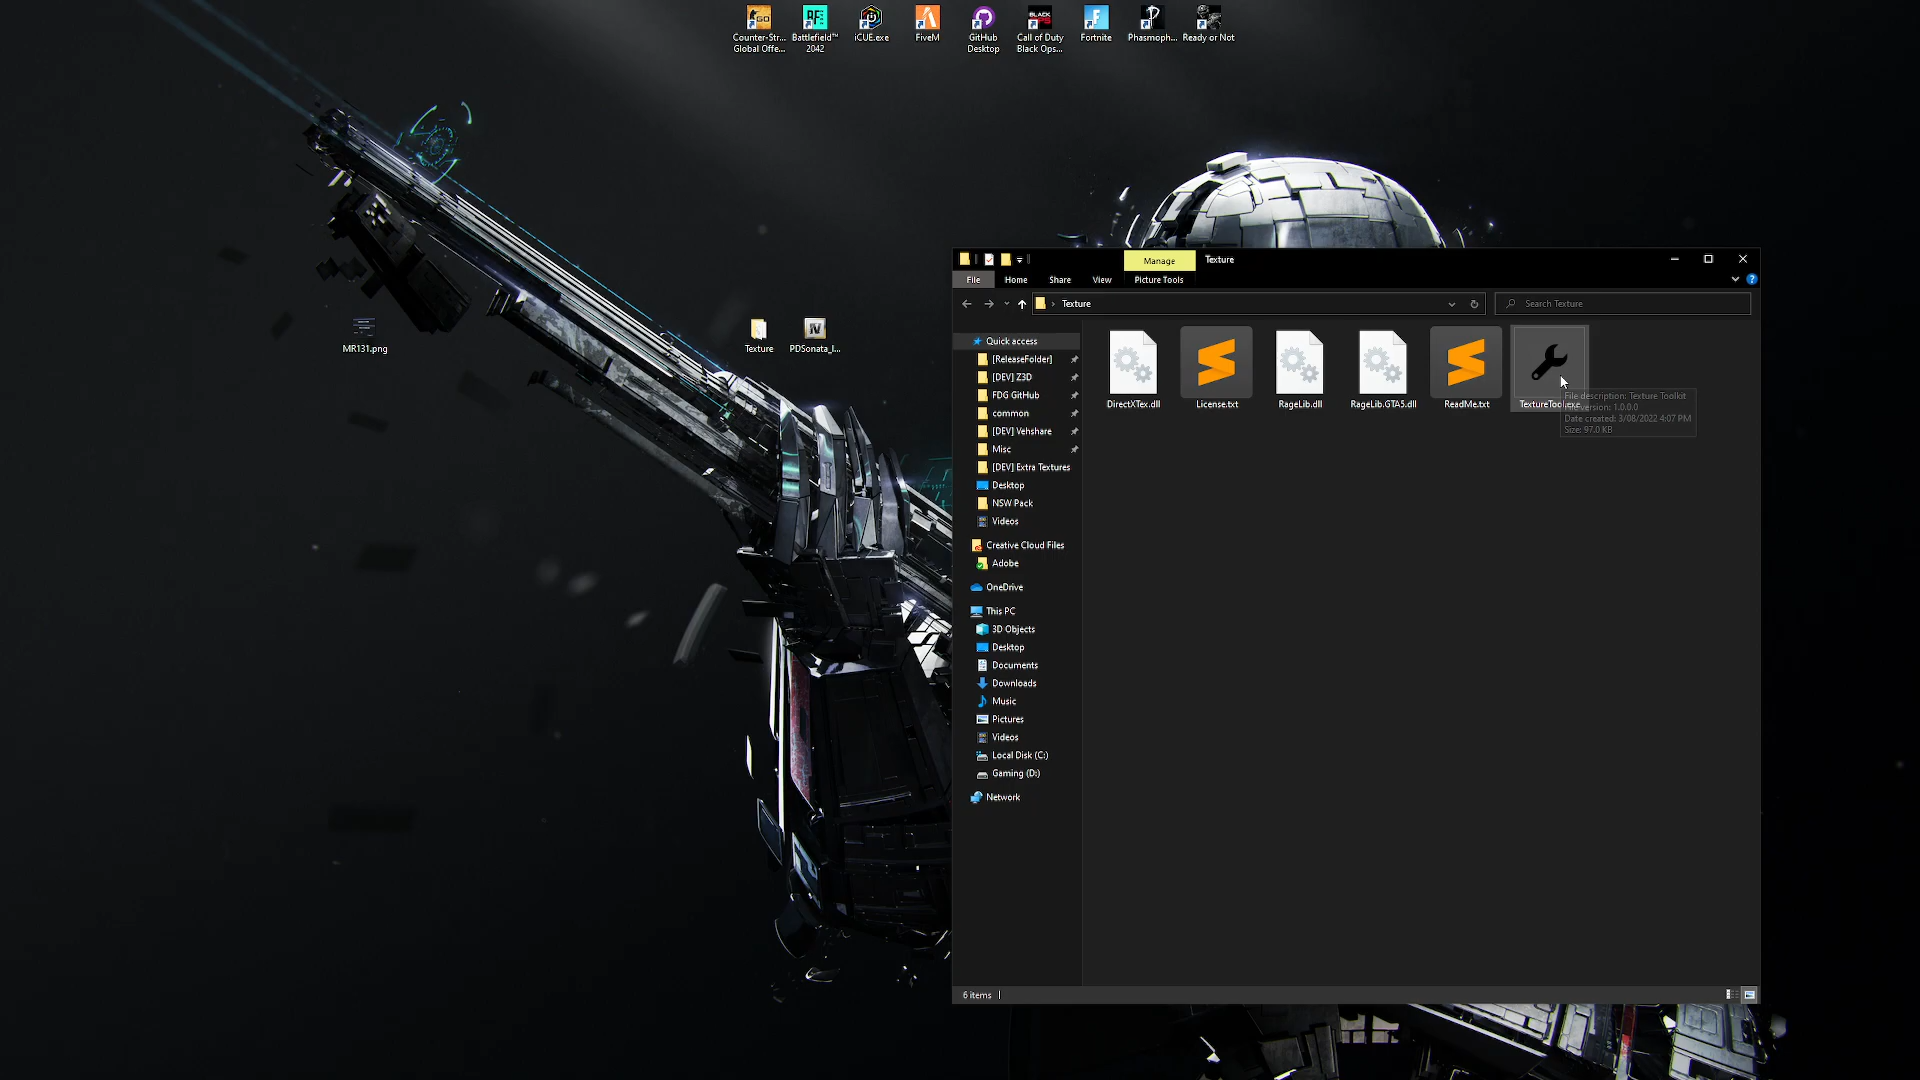 Counter-Str...
Global Offe...
Battlefield™
2042
iCUE.exe
FiveM
GitHub
Desktop
Call of Duty
Black Ops...
Fortnite
Phasmoph...
Ready or Not
MR131.png
Texture
PDSonata_I...
Manage
Texture
File
Home
Share
View
Picture Tools
Texture
Search Texture
Quick access
[ReleaseFolder]
[DEV] Z3D
FDG GitHub
common
[DEV] Vehshare
Misc
[DEV] Extra Textures
Desktop
NSW Pack
Videos
Creative Cloud Files
Adobe
OneDrive
This PC
3D Objects
Desktop
Documents
Downloads
Music
Pictures
Videos
Local Disk (C:)
Gaming (D:)
Network
DirectXTex.dll
License.txt
RageLib.dll
RageLib.GTA5.dll
ReadMe.txt
TextureTool.exe
File description: Texture Toolkit
File version: 1.0.0.0
Date created: 3/08/2022 4:07 PM
Size: 97.0 KB
6 items